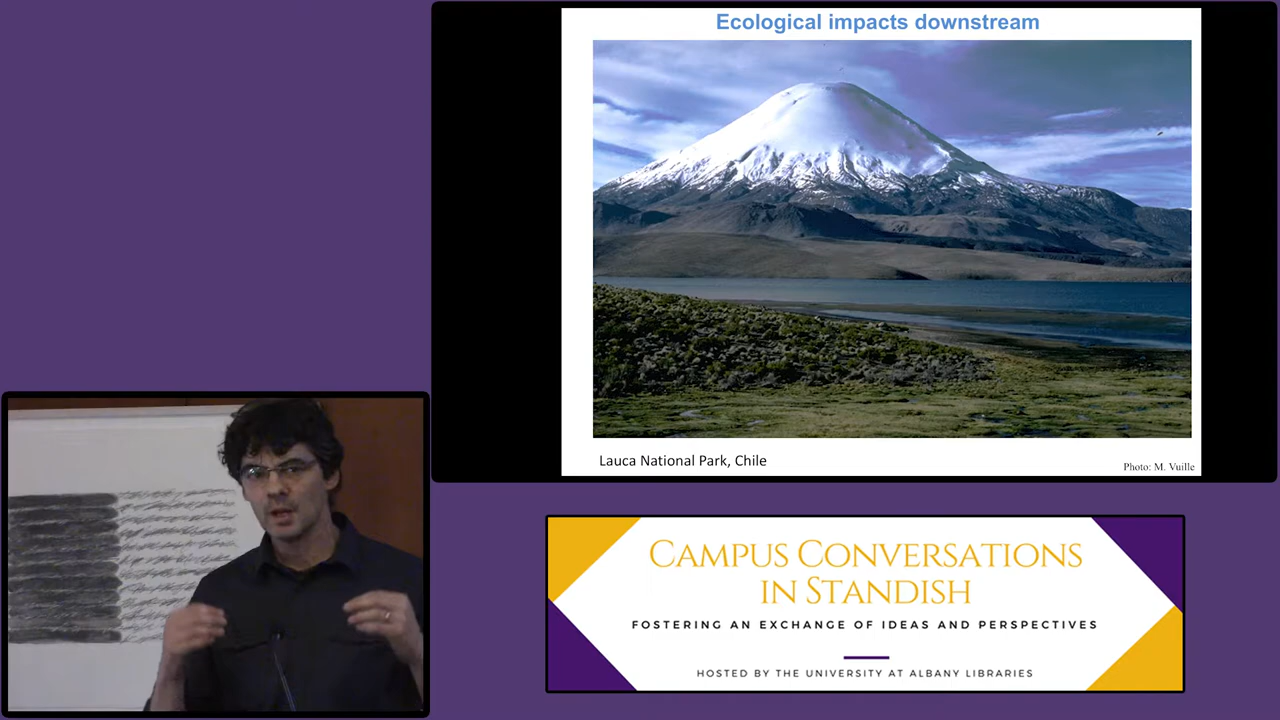 Ecological impacts downstream
Lauca National Park, Chile
Photo: M. Vuille
CAMPUS CONVERSATIONS
IN STANDISH
FOSTERING AN EXCHANGE OF IDEAS AND PERSPECTIVES
HOSTED BY THE UNIVERSITY AT ALBANY LIBRARIES